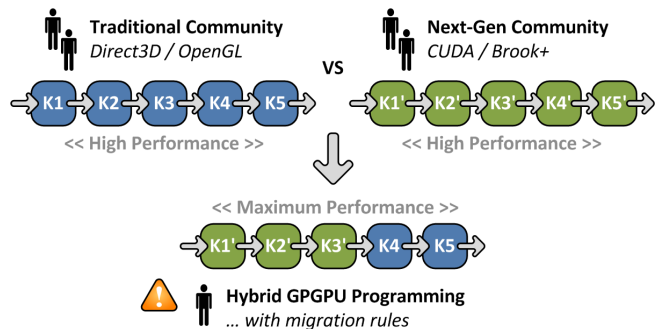 Traditional Community
Direct3D / OpenGL
VS
Next-Gen Community
CUDA / Brook+
K1 K2 K3 K4 K5
K1' K2' K3' K4' K5'
<< High Performance >>
<< High Performance >>
<< Maximum Performance >>
K1' K2' K3' K4 K5
Hybrid GPGPU Programming
... with migration rules